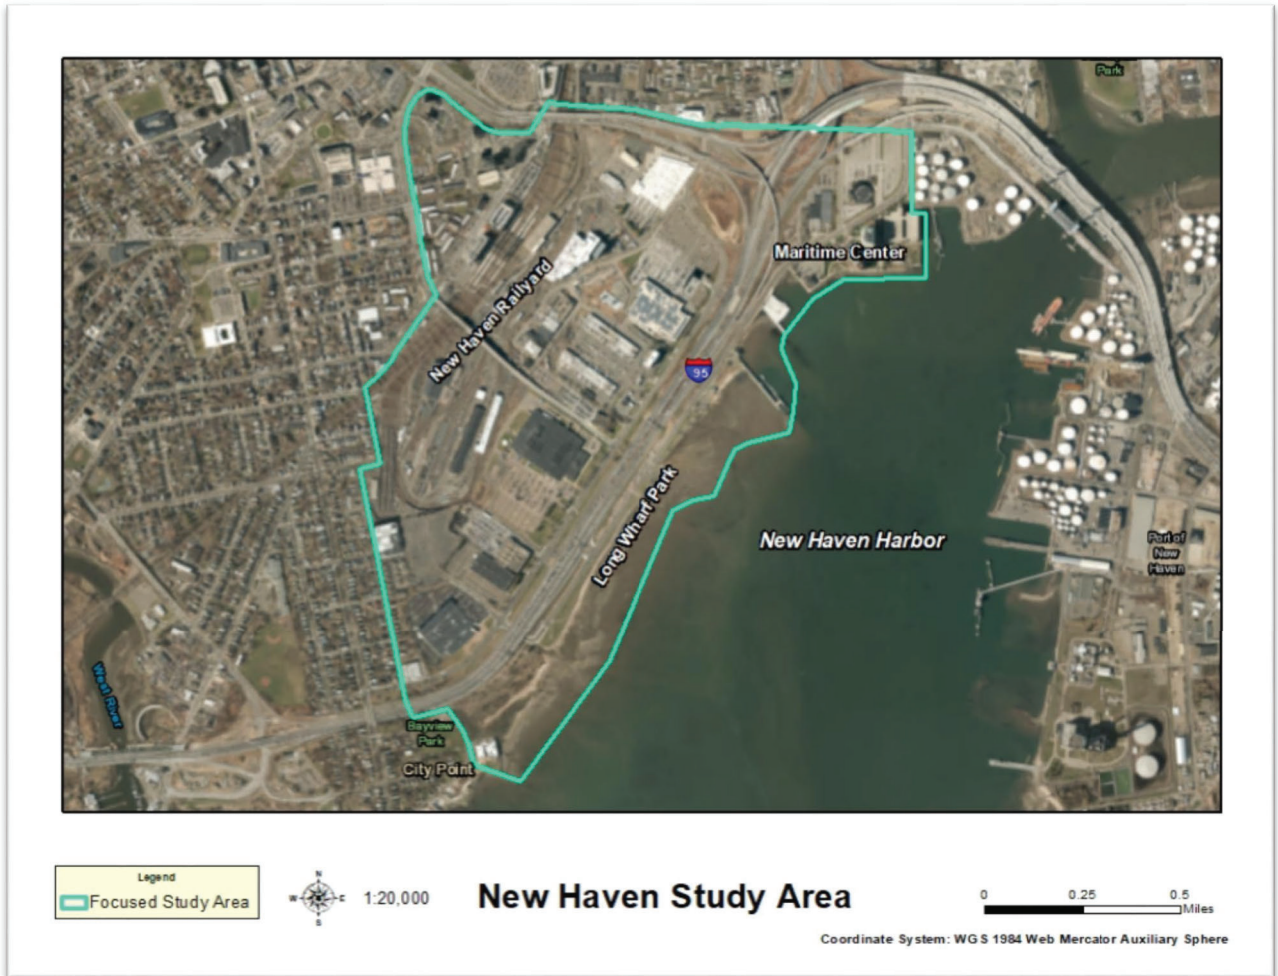 Park
Maritime Center
New Haven Railyard
95
Long Wharf Park
New Haven Harbor
Port of
New
Haven
West River
Bayview
Park
City Point
Legend
Focused Study Area
N
W
E
S
1:20,000
New Haven Study Area
0 0.25 0.5
Miles
Coordinate System: WGS 1984 Web Mercator Auxiliary Sphere